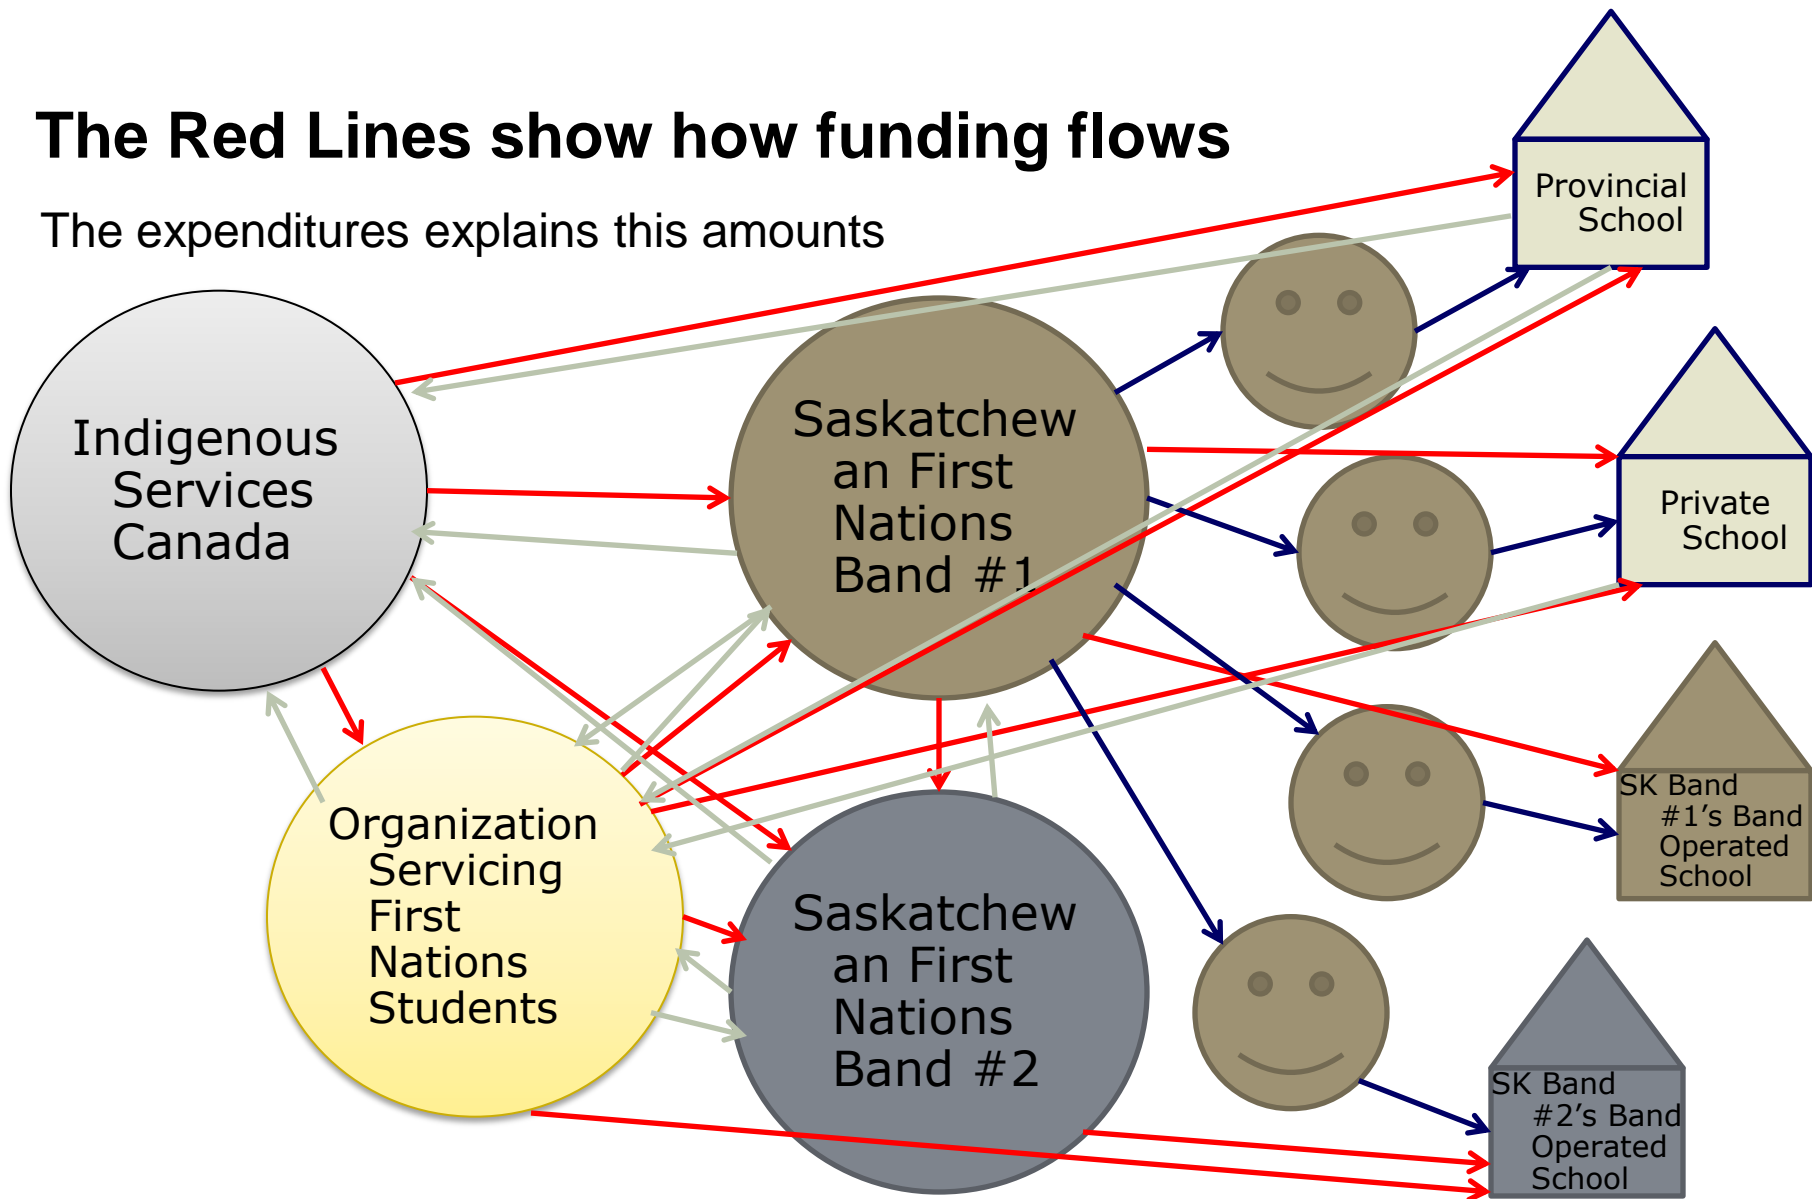 The Red Lines show how funding flows
The expenditures explains this amounts
Provincial
School
Indigenous
Services
Canada
Saskatchew
an First
Nations
Band #1
Private
School
Organization
Servicing
First
Nations
Students
SK Band
#1’s Band
Operated
School
Saskatchew
an First
Nations
Band #2
SK Band
#2’s Band
Operated
School